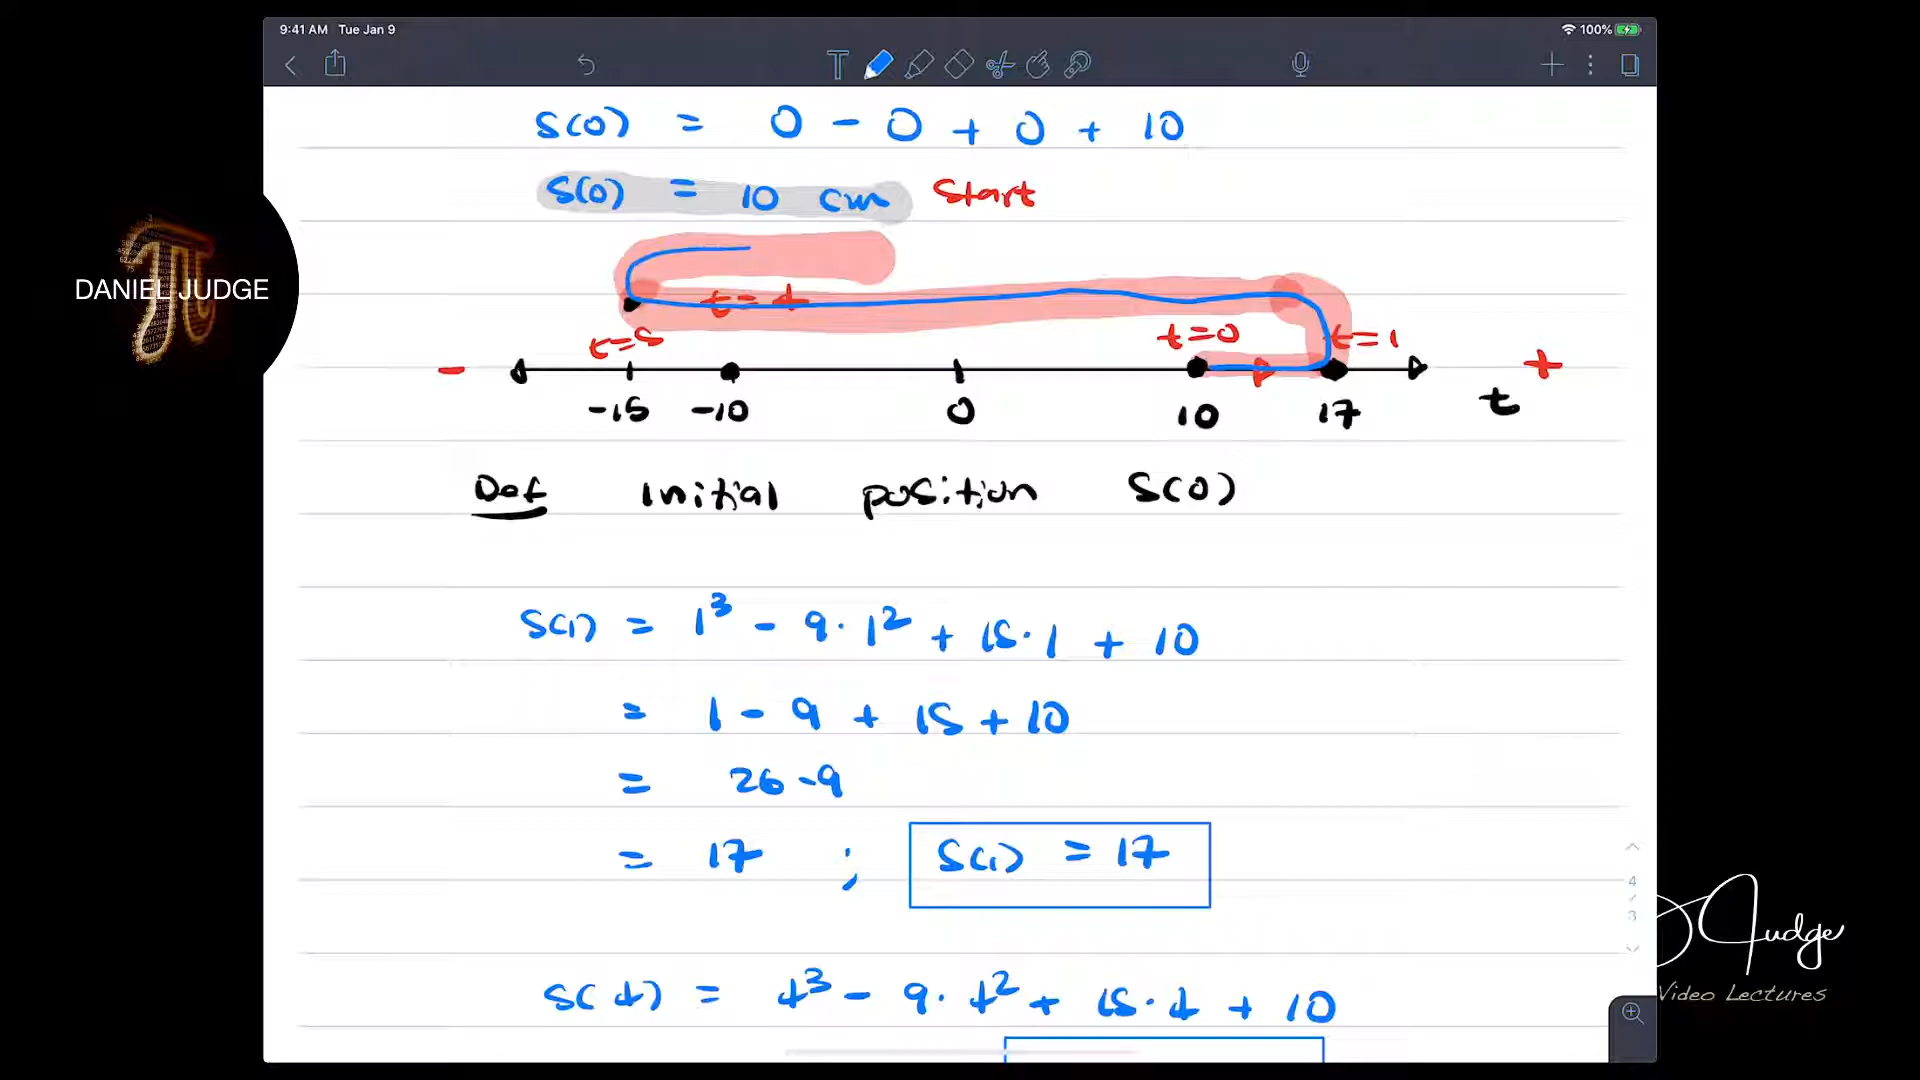 9:41 AM Tue Jan 9 100%
S(0) = 0 - 0 + 0 + 10
S(0) = 10 cm Start
t=4
t=5 t=0 t=1
- +
-15 -10 0 10 17 t
Def Initial position S(0)
S(1) = 1³ - 9·1² + 15·1 + 10
= 1 - 9 + 15 + 10
= 26-9
= 17 ; S(1) = 17
S(4) = 4³ - 9·4² + 15·4 + 10
DANIEL JUDGE
Judge
Video Lectures